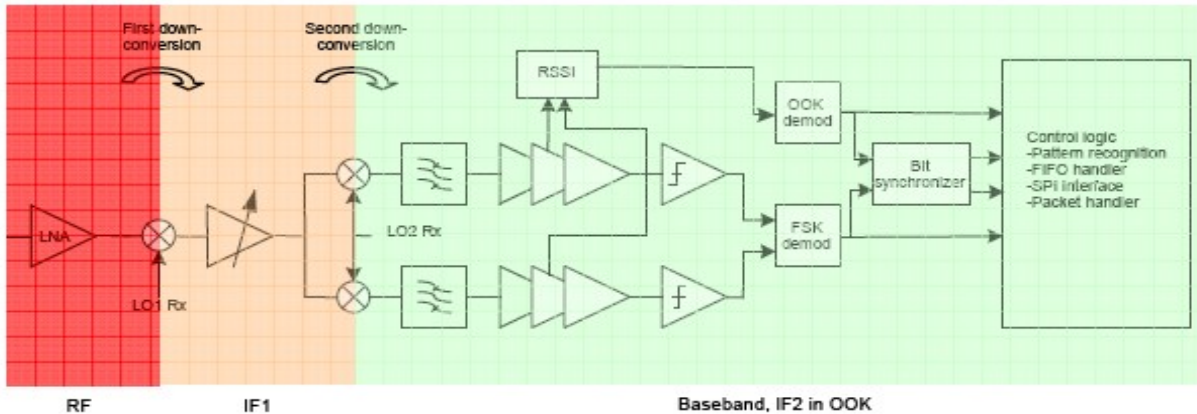 First down-
conversion
Second down-
conversion
RSSI
OOK
demod
Control logic
-Pattern recognition
-FIFO handler
-SPI interface
-Packet handler
Bit
synchronizer
LNA
LO2 Rx
FSK
demod
LO1 Rx
RF
IF1
Baseband, IF2 in OOK